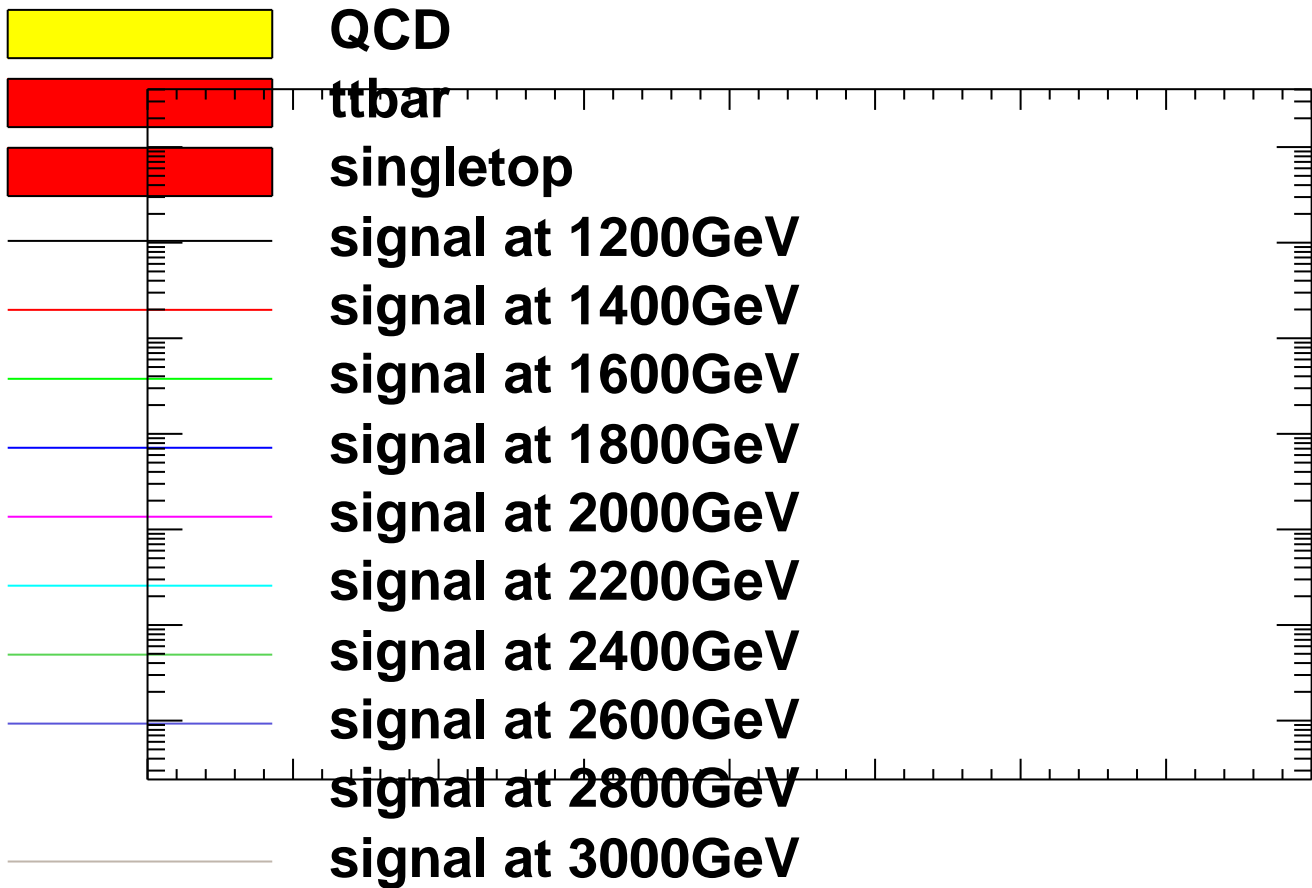 QCD
ttbar
singletop
signal at 1200GeV
signal at 1400GeV
signal at 1600GeV
signal at 1800GeV
signal at 2000GeV
signal at 2200GeV
signal at 2400GeV
signal at 2600GeV
signal at 2800GeV
signal at 3000GeV